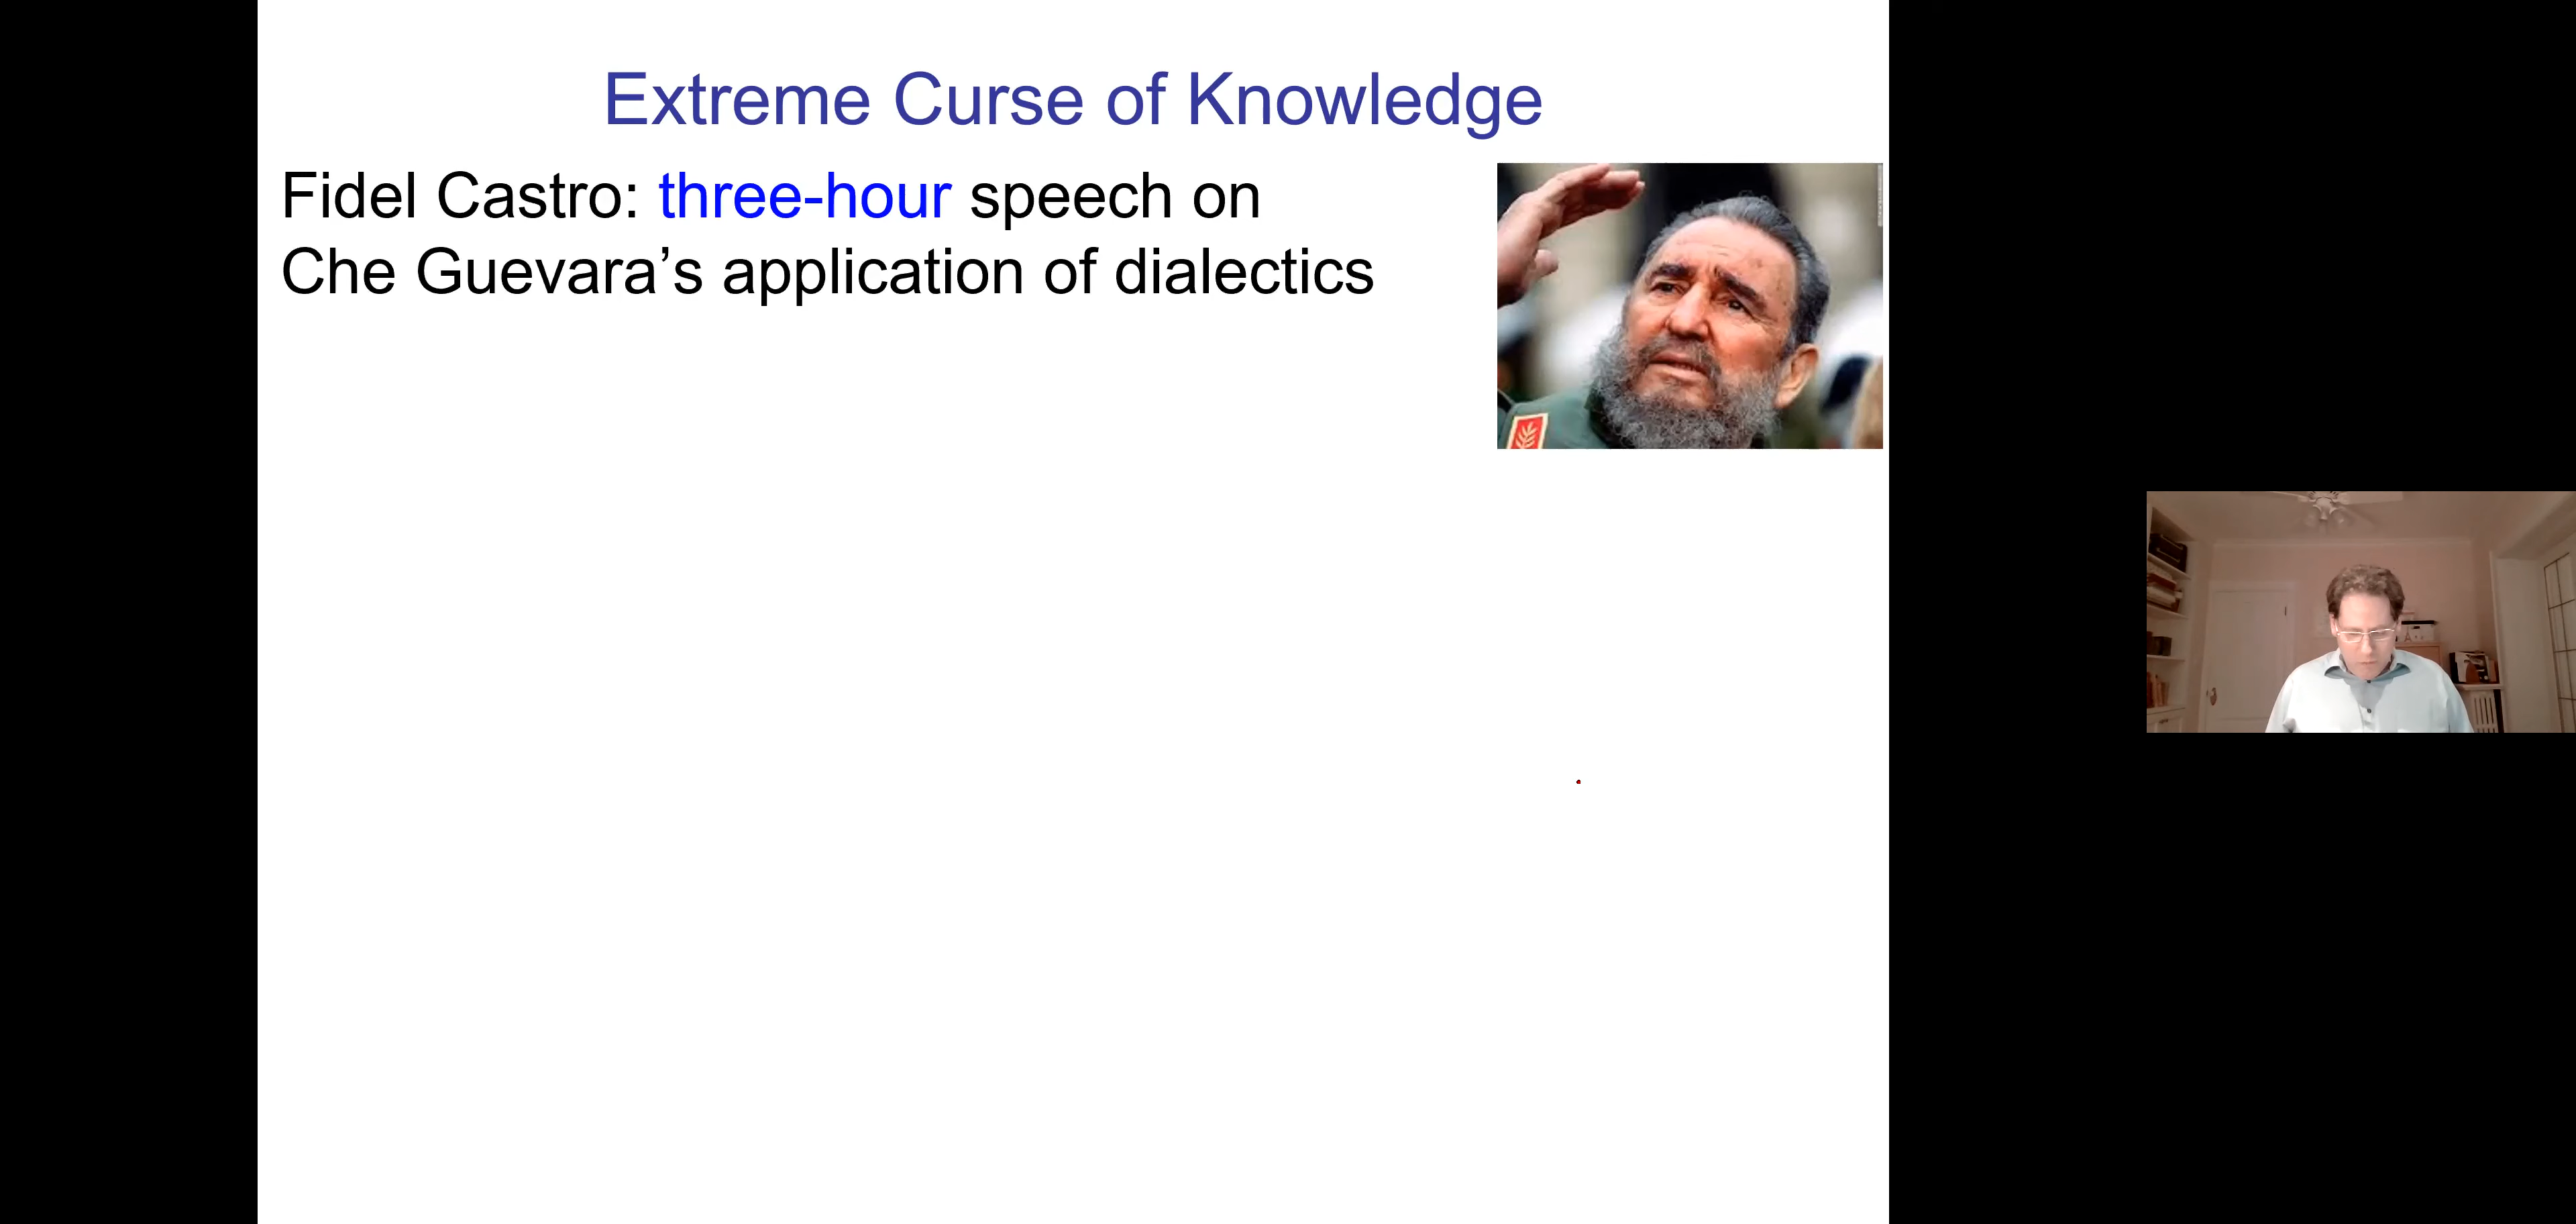 Extreme Curse of Knowledge
Fidel Castro: three-hour speech on
Che Guevara’s application of dialectics